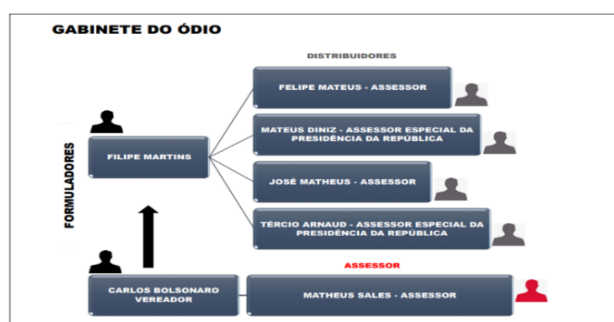 GABINETE DO ÓDIO
DISTRIBUIDORES
FELIPE MATEUS - ASSESSOR
MATEUS DINIZ - ASSESSOR ESPECIAL DA
PRESIDÊNCIA DA REPÚBLICA
FORMULADORES
FILIPE MARTINS
JOSÉ MATHEUS - ASSESSOR
TÉRCIO ARNAUD - ASSESSOR ESPECIAL DA
PRESIDÊNCIA DA REPÚBLICA
ASSESSOR
CARLOS BOLSONARO
VEREADOR
MATHEUS SALES - ASSESSOR